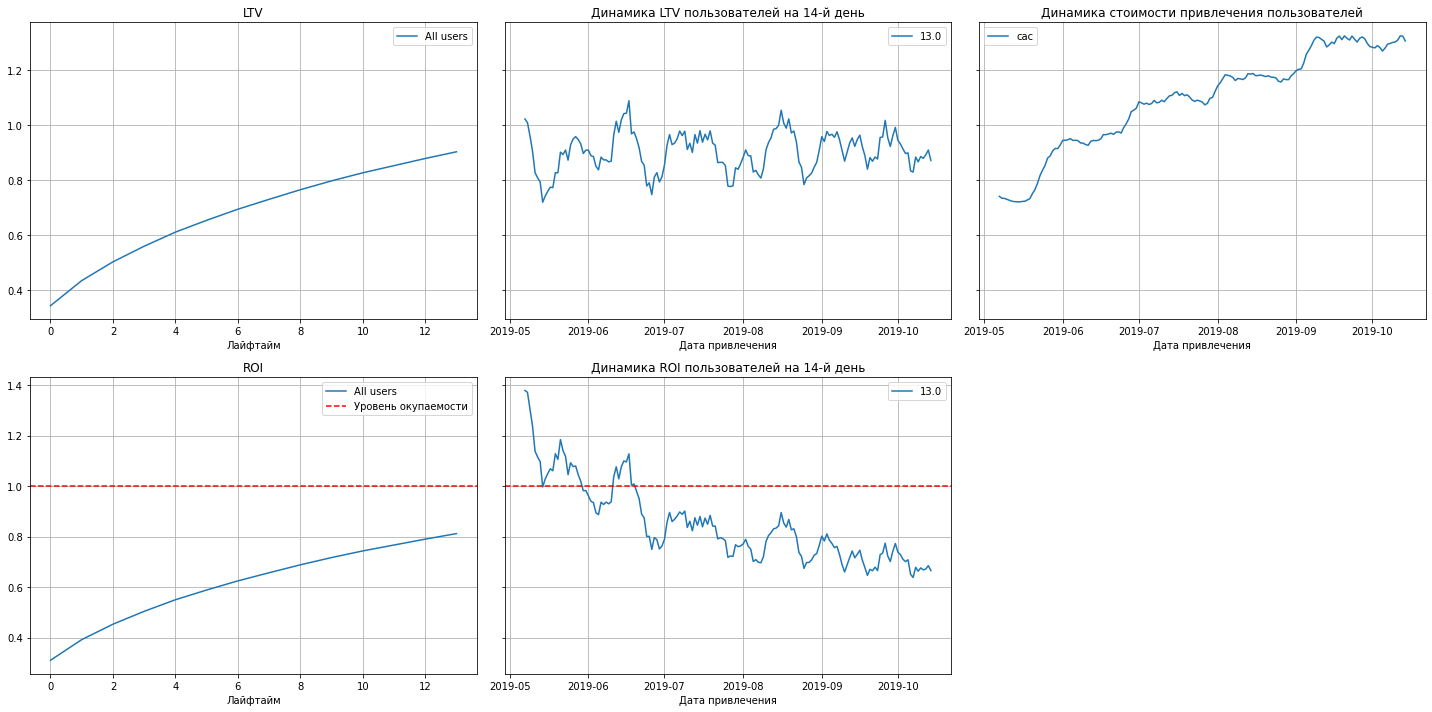 LTV
Динамика LTV пользователей на 14-й день
Динамика стоимости привлечения пользователей
All users
13.0
cac
1.2
1.0
0.8
0.6
0.4
0 2 4 6 8 10 12
2019-05 2019-06 2019-07 2019-08 2019-09 2019-10
2019-05 2019-06 2019-07 2019-08 2019-09 2019-10
Лайфтайм
Дата привлечения
Дата привлечения
ROI
Динамика ROI пользователей на 14-й день
All users
Уровень окупаемости
13.0
1.4
1.2
1.0
0.8
0.6
0.4
0 2 4 6 8 10 12
2019-05 2019-06 2019-07 2019-08 2019-09 2019-10
Лайфтайм
Дата привлечения